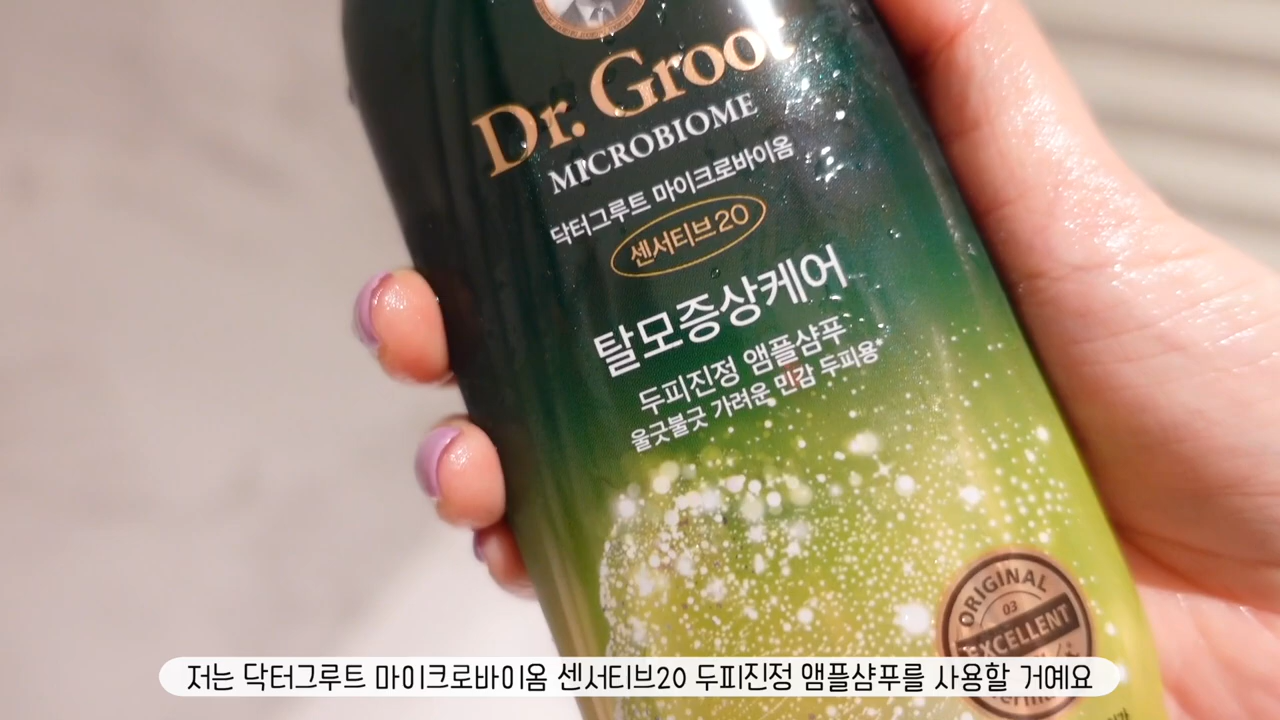 Dr. Groot
MICROBIOME
닥터그루트 마이크로바이옴
센서티브20
탈모증상케어
두피진정 앰플샴푸
울긋불긋 가려운 민감 두피용*
ORIGINAL
03
EXCELLENT
저는 닥터그루트 마이크로바이옴 센서티브20 두피진정 앰플샴푸를 사용할 거예요